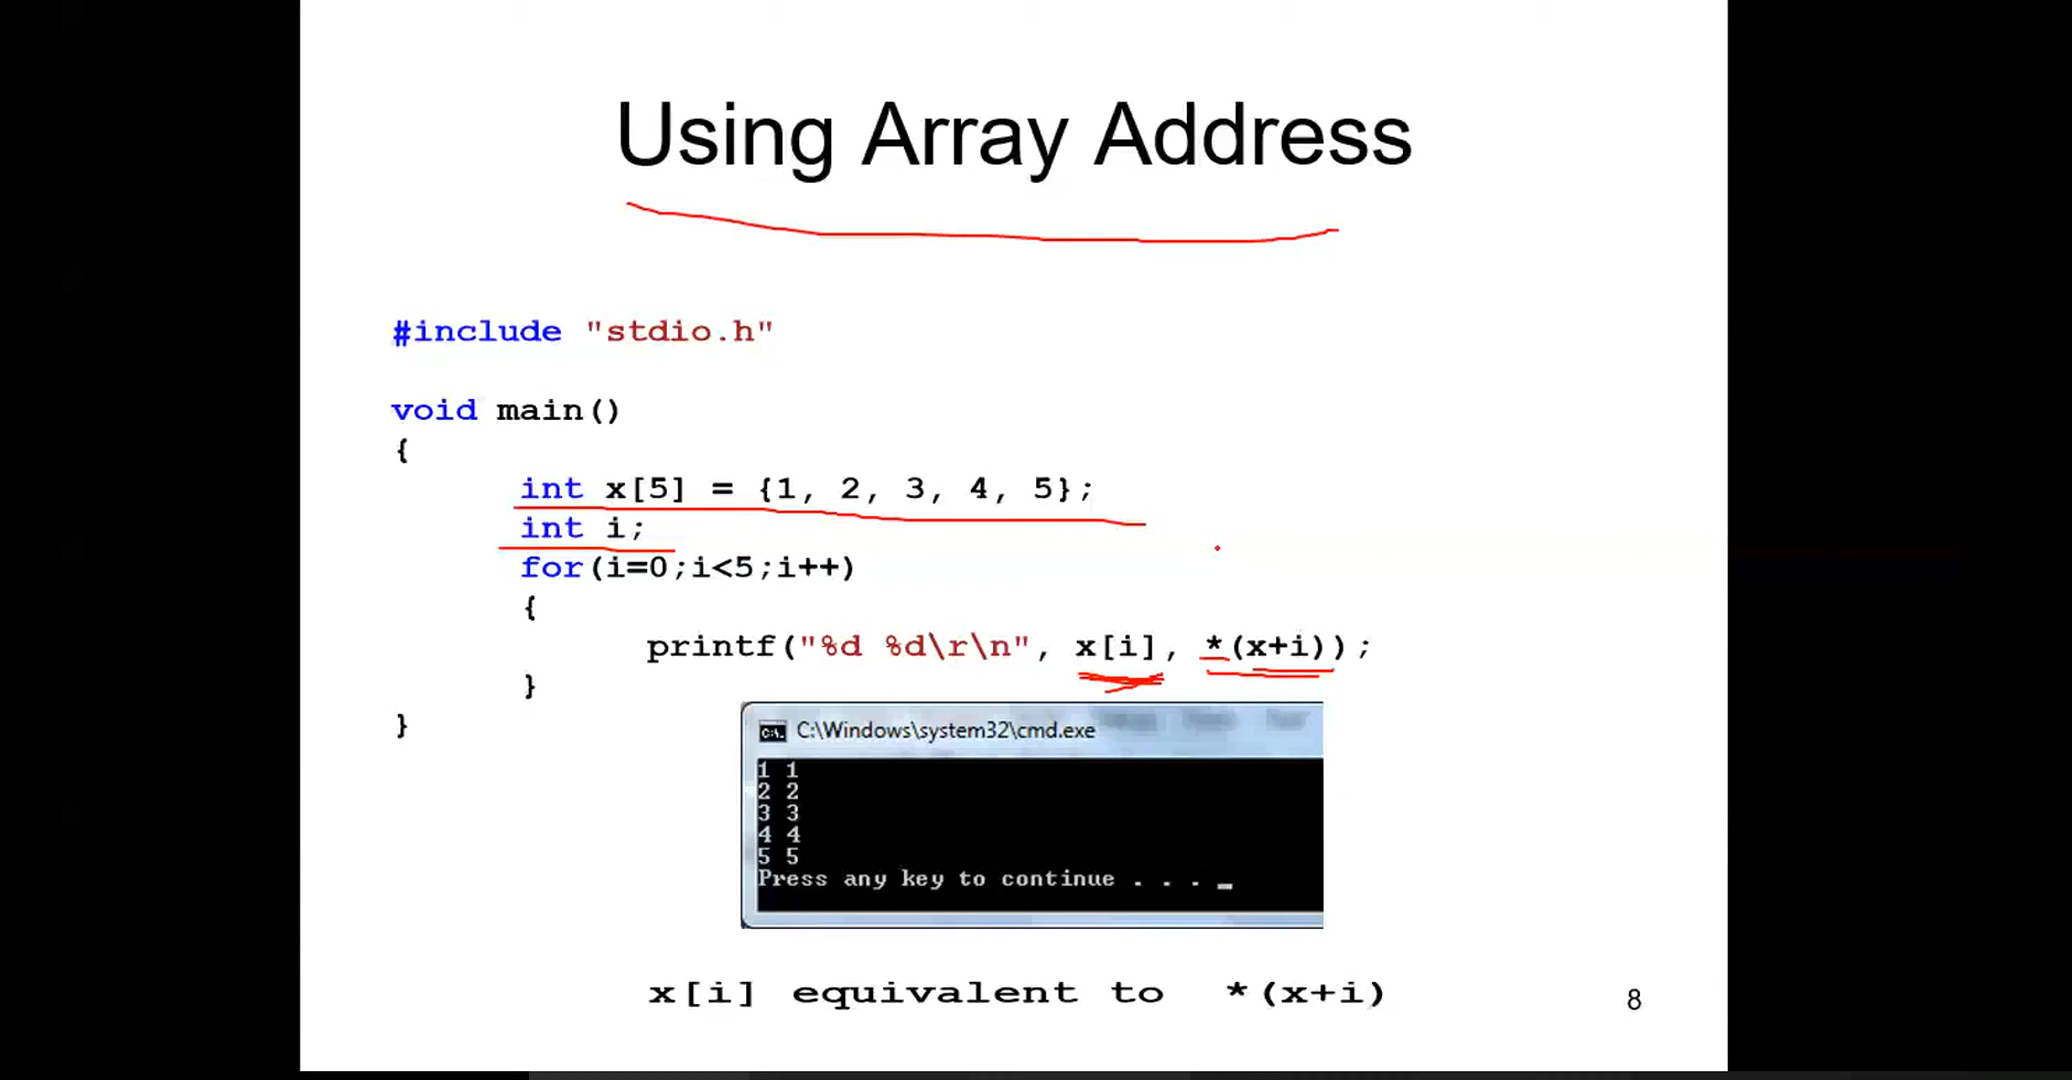 Using Array Address
#include "stdio.h"
void main()
{
int x[5] = {1, 2, 3, 4, 5};
int i;
for(i=0;i<5;i++)
{
printf("%d %d\r\n", x[i], *(x+i));
}
}
C:\Windows\system32\cmd.exe
1 1
2 2
3 3
4 4
5 5
Press any key to continue . . . _
x[i] equivalent to *(x+i)
8